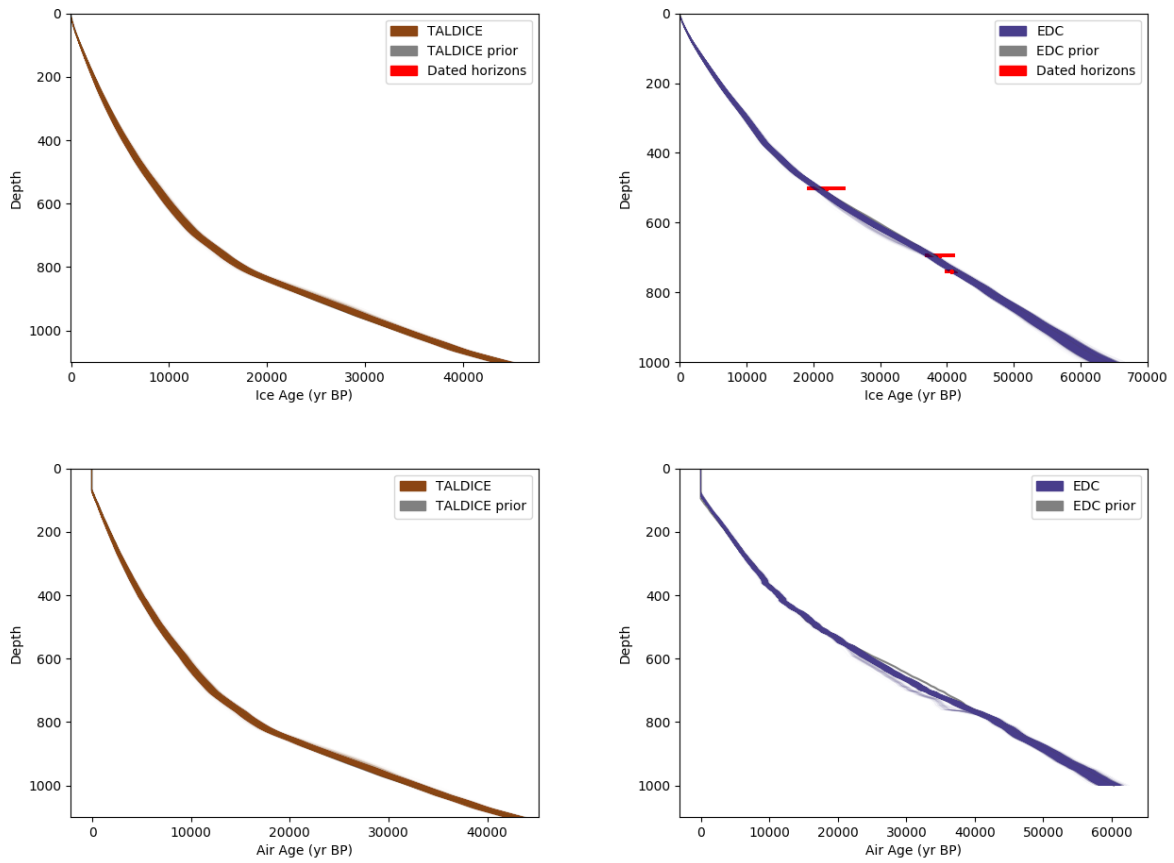 TALDICE
TALDICE prior
Dated horizons
0
200
400
600
800
1000
Depth
0
10000
20000
30000
40000
Ice Age (yr BP)
EDC
EDC prior
Dated horizons
0
200
400
600
800
1000
Depth
0
10000
20000
30000
40000
50000
60000
70000
Ice Age (yr BP)
TALDICE
TALDICE prior
0
200
400
600
800
1000
Depth
0
10000
20000
30000
40000
Air Age (yr BP)
EDC
EDC prior
0
200
400
600
800
1000
Depth
0
10000
20000
30000
40000
50000
60000
Air Age (yr BP)